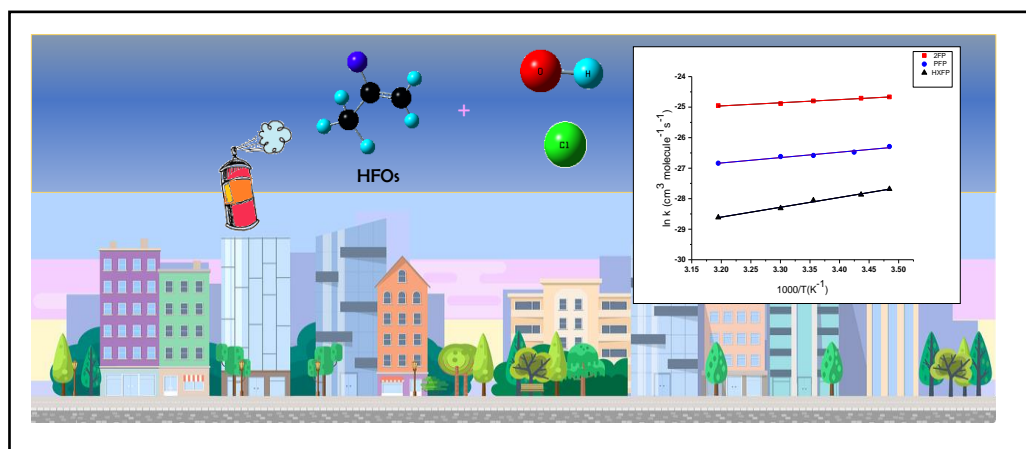 HFOs
+
O
H
Cl
2FP
PFP
HXFP
ln k (cm³ molecule⁻¹s⁻¹)
-24
-25
-26
-27
-28
-29
-30
3.15 3.20 3.25 3.30 3.35 3.40 3.45 3.50
1000/T(K⁻¹)